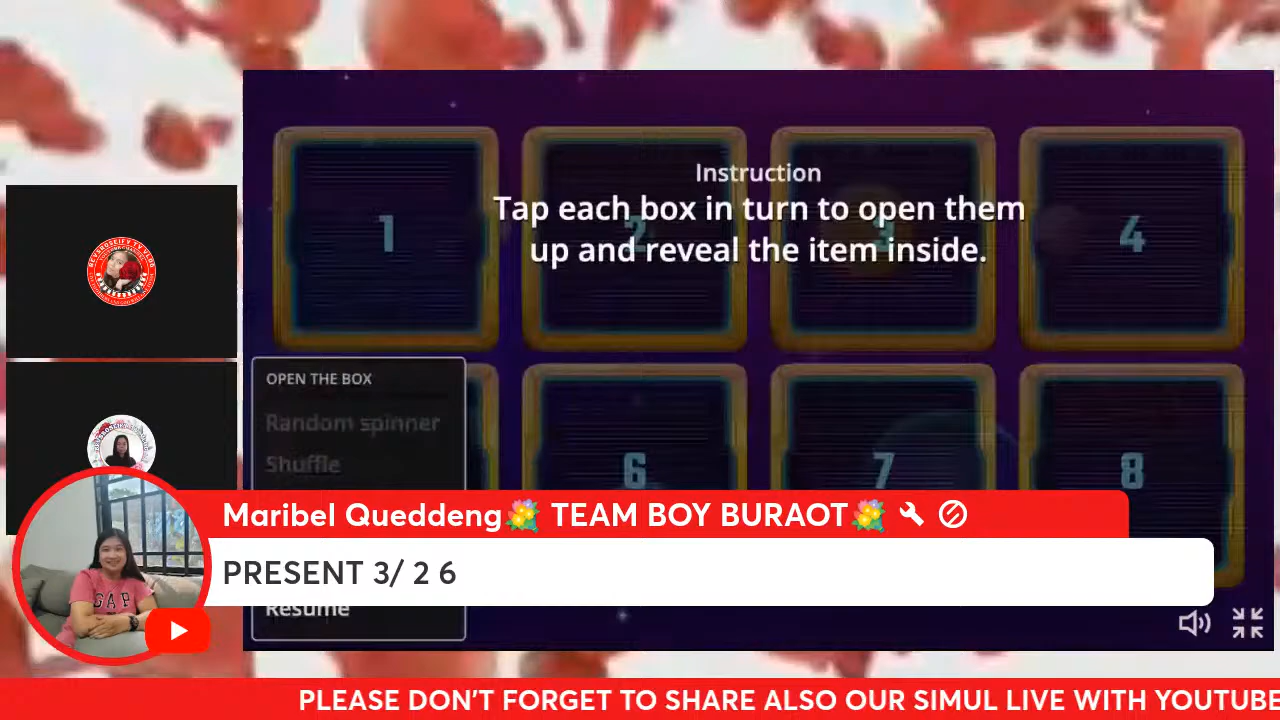 Instruction
Tap each box in turn to open them
up and reveal the item inside.
1
2
3
4
OPEN THE BOX
Random spinner
Shuffle
6
7
8
Maribel Queddeng💐 TEAM BOY BURAOT💐
PRESENT 3/ 2 6
Resume
GAP
PLEASE DON'T FORGET TO SHARE ALSO OUR SIMUL LIVE WITH YOUTUBE